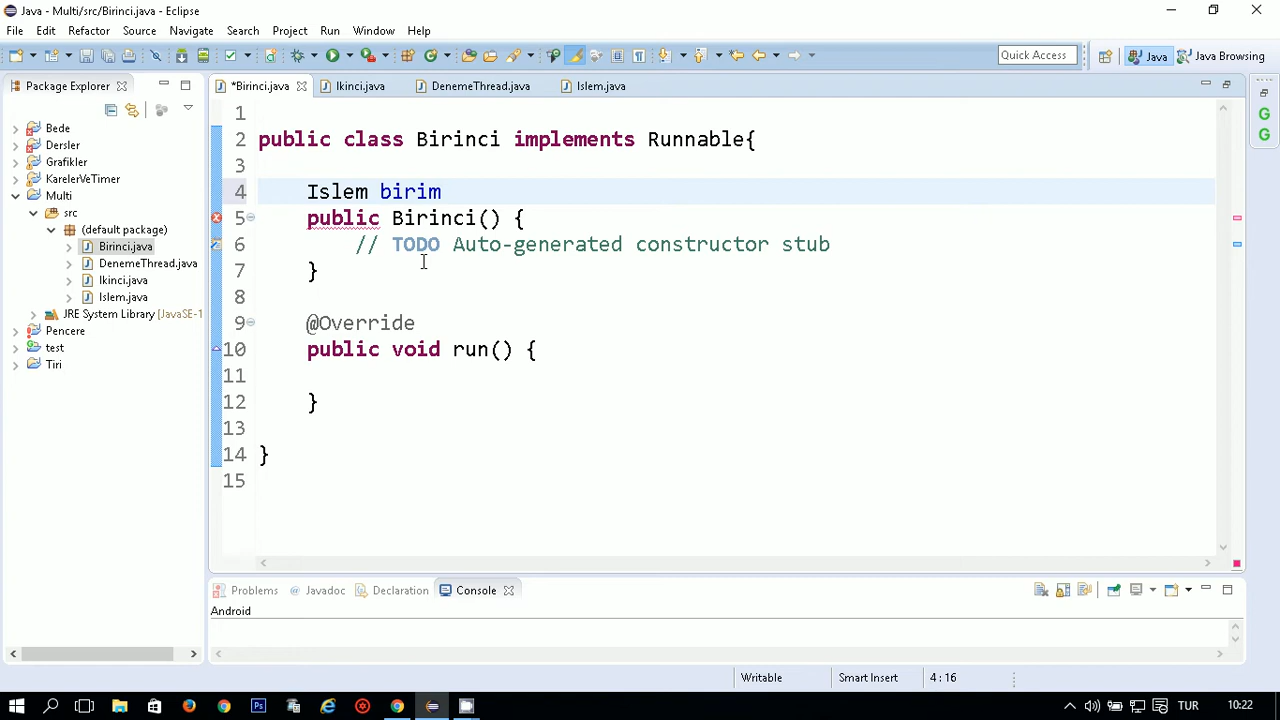 Java - Multi/src/Birinci.java - Eclipse
File Edit Refactor Source Navigate Search Project Run Window Help
Quick Access
Java
Java Browsing
Package Explorer
*Birinci.java
Ikinci.java
DenemeThread.java
Islem.java
Bede
Dersler
Grafikler
KarelerVeTimer
Multi
src
(default package)
Birinci.java
DenemeThread.java
Ikinci.java
Islem.java
JRE System Library [JavaSE-1
Pencere
test
Tiri
1
2 public class Birinci implements Runnable{
3
4 Islem birim
5 public Birinci() {
6 // TODO Auto-generated constructor stub
7 }
8
9 @Override
10 public void run() {
11
12 }
13
14 }
15
Problems @ Javadoc Declaration Console
Android
Writable Smart Insert 4 : 16
TUR 10:22